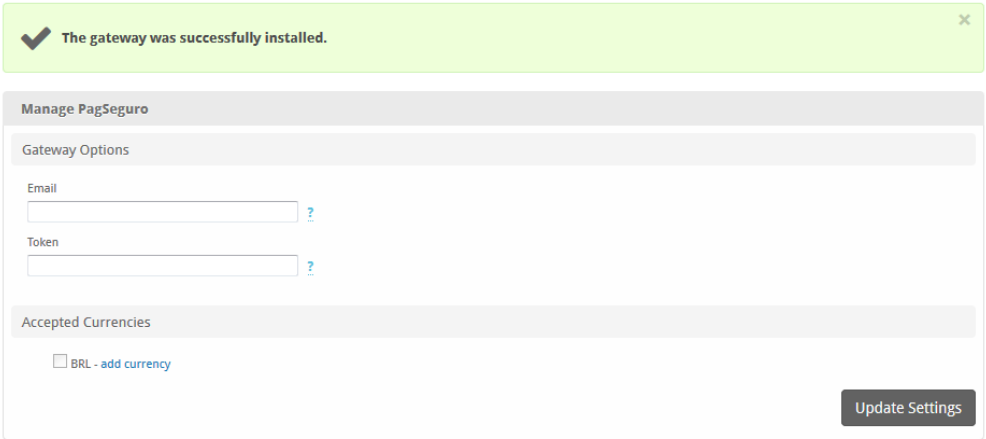 The gateway was successfully installed.
×
Manage PagSeguro
Gateway Options
Email
?
Token
?
Accepted Currencies
BRL - add currency
Update Settings